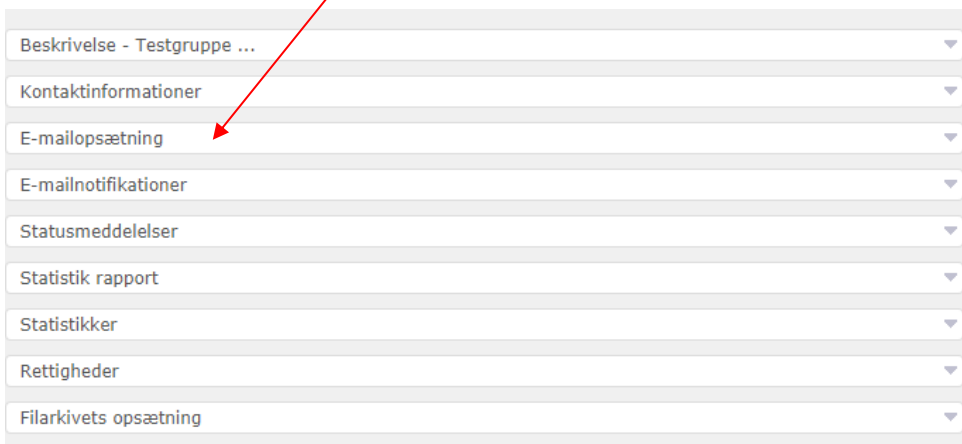 Beskrivelse - Testgruppe ...
Kontaktinformationer
E-mailopsætning
E-mailnotifikationer
Statusmeddelelser
Statistik rapport
Statistikker
Rettigheder
Filarkivets opsætning